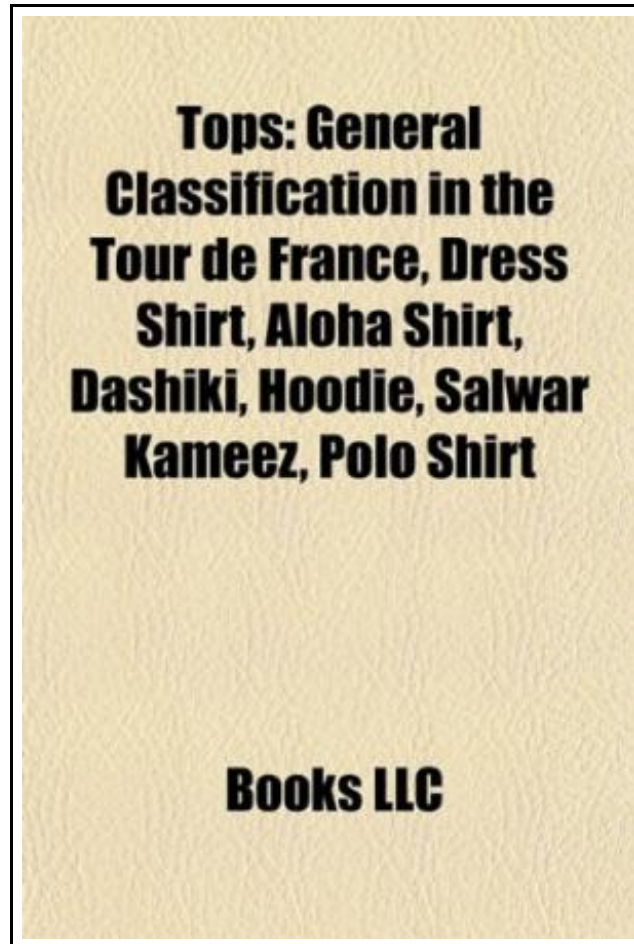 Tops: General
Classification in the
Tour de France, Dress
Shirt, Aloha Shirt,
Dashiki, Hoodie, Salwar
Kameez, Polo Shirt
Books LLC